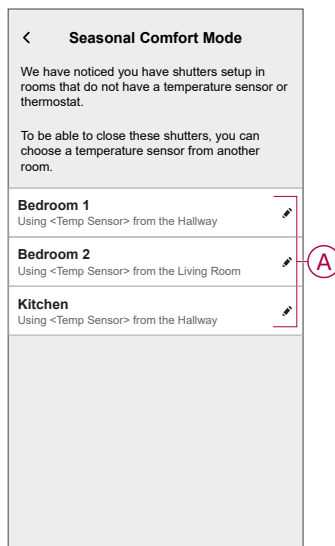 Seasonal Comfort Mode
We have noticed you have shutters setup in
rooms that do not have a temperature sensor or
thermostat.
To be able to close these shutters, you can
choose a temperature sensor from another
room.
Bedroom 1
Using <Temp Sensor> from the Hallway
Bedroom 2
Using <Temp Sensor> from the Living Room
A
Kitchen
Using <Temp Sensor> from the Hallway